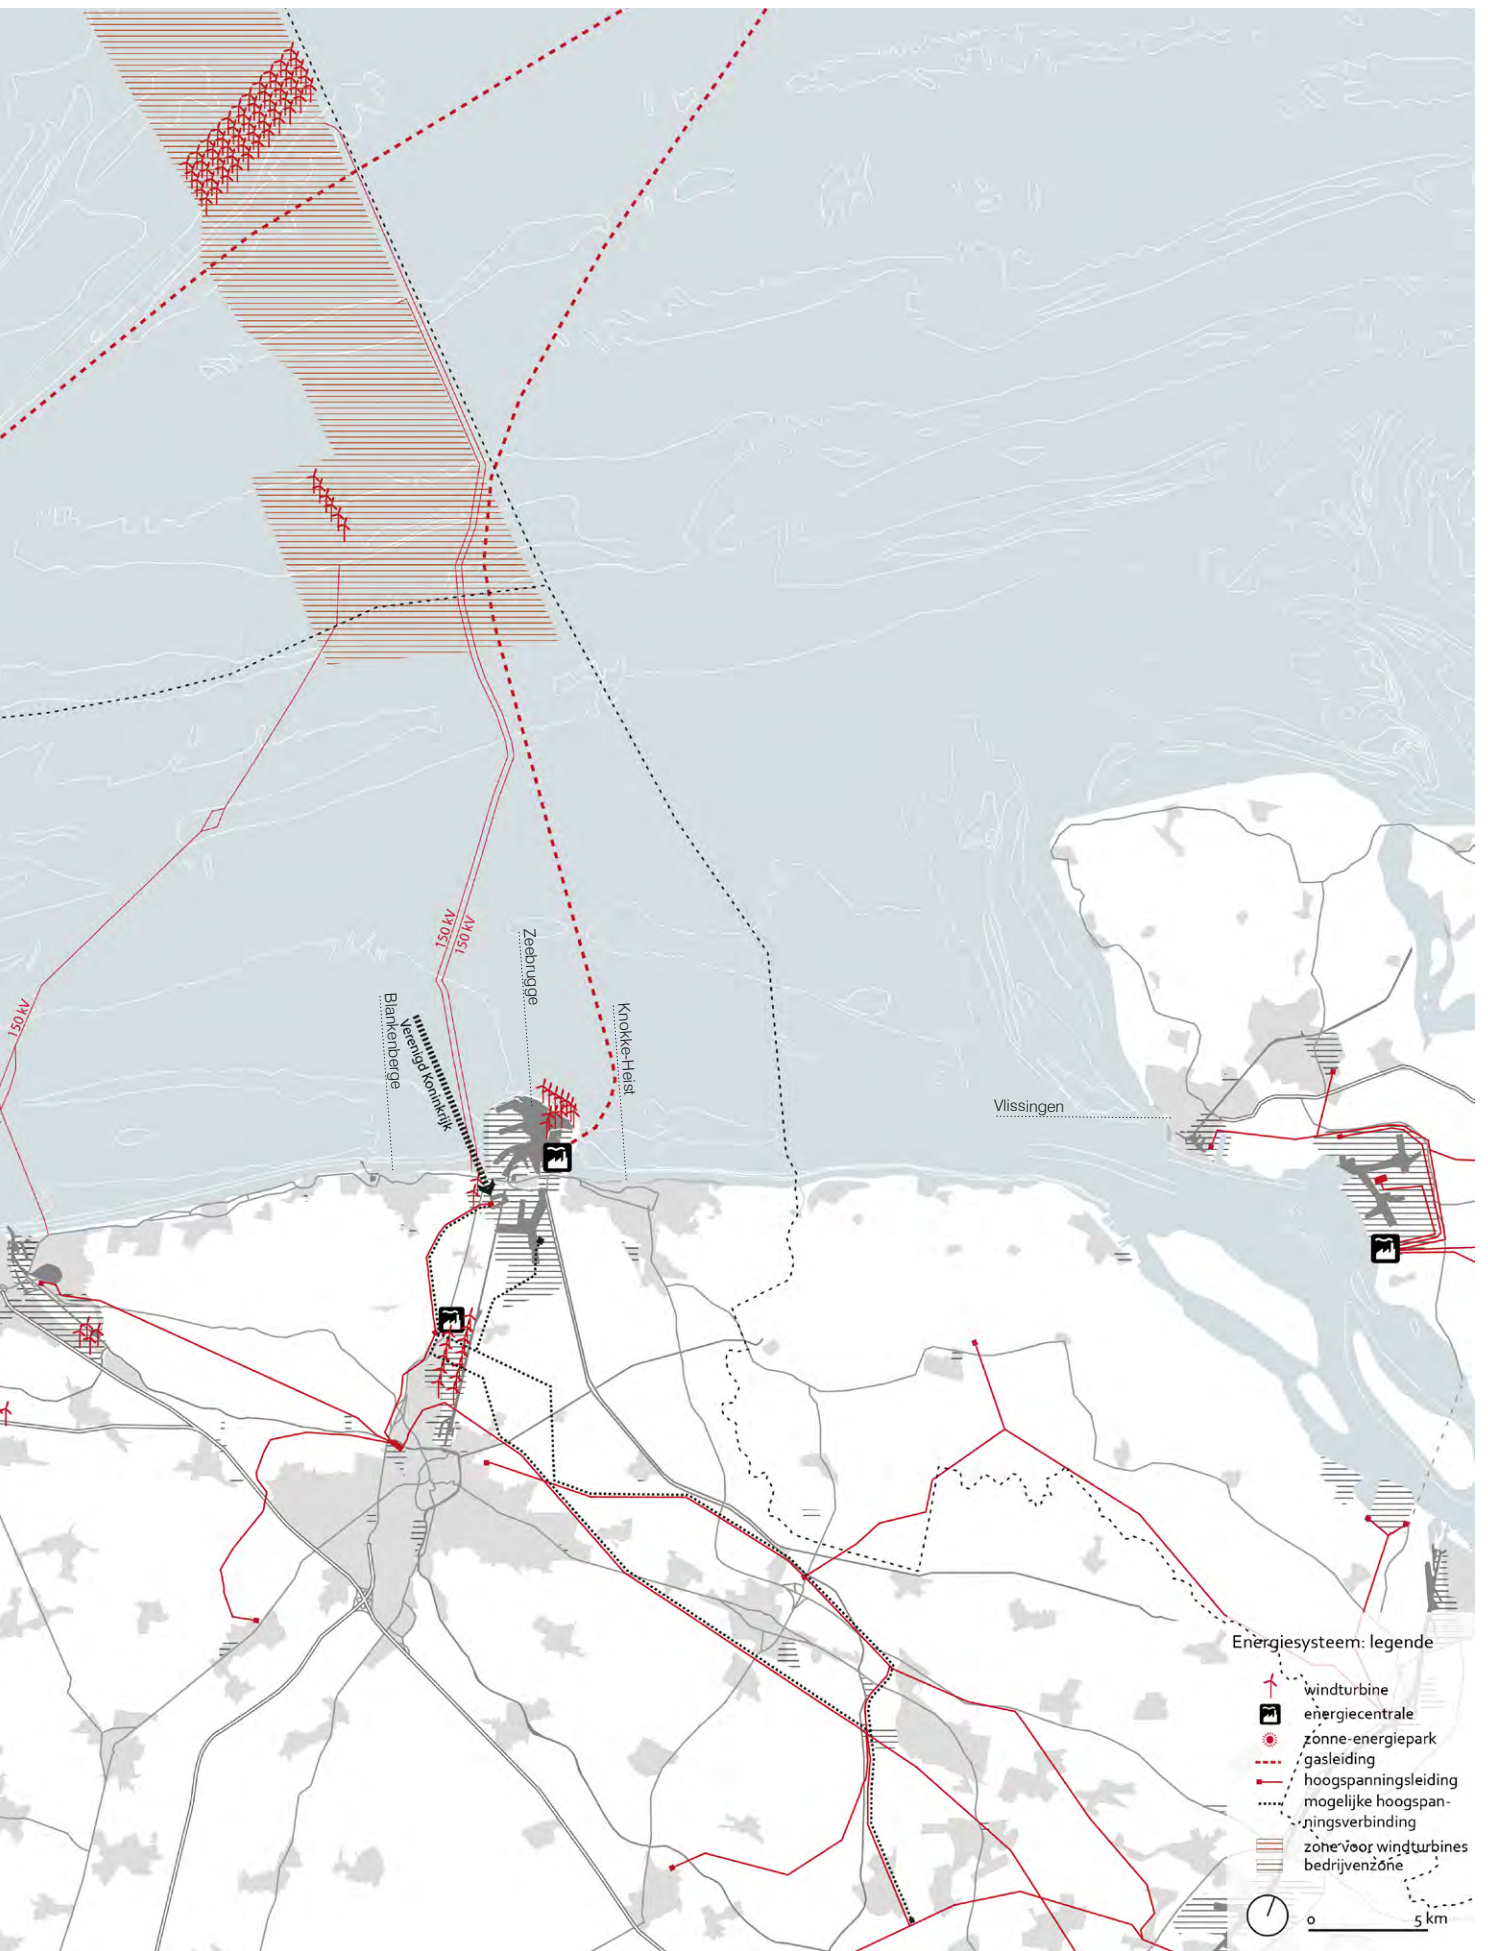 150 kV
150 kV
150 kV
Zeebrugge
Blankenberge
Verenigd Koninkrijk
Knokke-Heist
Vlissingen
Energiesysteem: legende
windturbine
energiecentrale
zonne-energiepark
gasleiding
hoogspanningsleiding
mogelijke hoogspan-
ningsverbinding
zone voor windturbines
bedrijvenzone
0 5 km